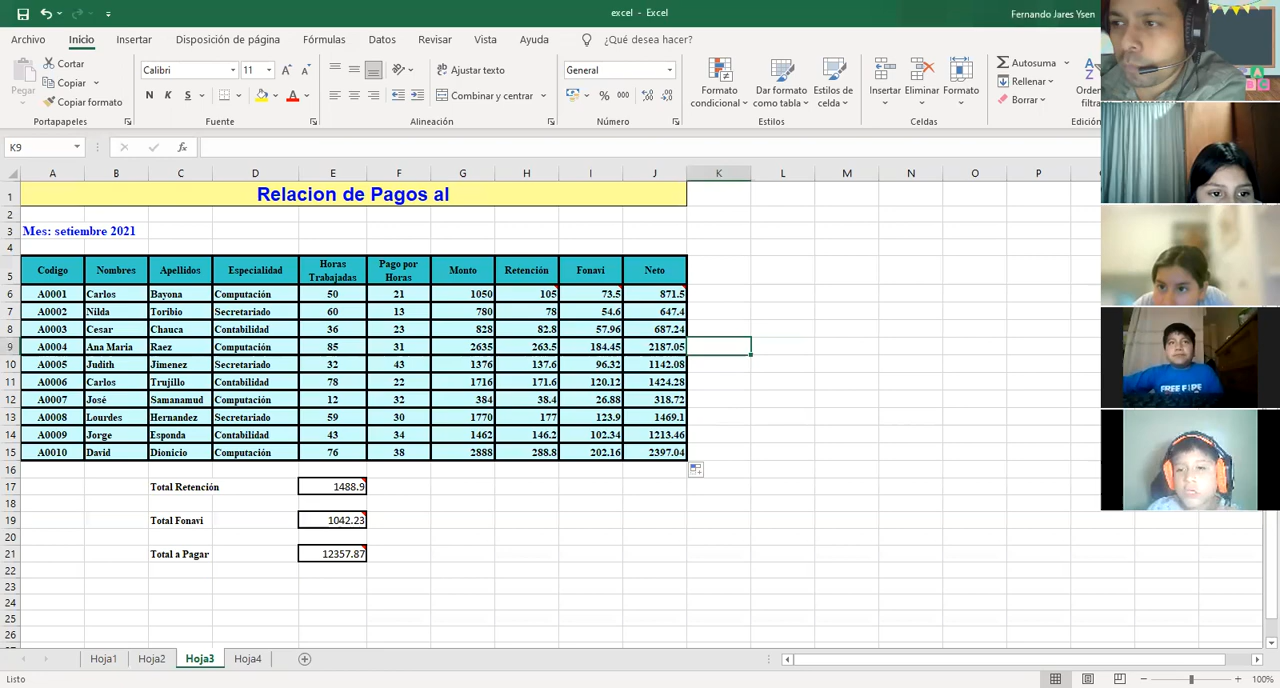 excel - Excel
Fernando Jares Ysen
Archivo Inicio Insertar Disposición de página Fórmulas Datos Revisar Vista Ayuda ¿Qué desea hacer?
Pegar
Cortar
Copiar
Copiar formato
Portapapeles
Calibri 11
N K S
Fuente
Ajustar texto
Combinar y centrar
Alineación
General
% 000
Número
Formato condicional
Dar formato como tabla
Estilos de celda
Estilos
Insertar Eliminar Formato
Celdas
Autosuma
Rellenar
Borrar
K9
fx
A B C D E F G H I J K L M N O P
1 Relacion de Pagos al
2
3 Mes: setiembre 2021
4
5 Codigo Nombres Apellidos Especialidad Horas Trabajadas Pago por Horas Monto Retención Fonavi Neto
6 A0001 Carlos Bayona Computación 50 21 1050 105 73.5 871.5
7 A0002 Nilda Toribio Secretariado 60 13 780 78 54.6 647.4
8 A0003 Cesar Chauca Contabilidad 36 23 828 82.8 57.96 687.24
9 A0004 Ana Maria Raez Computación 85 31 2635 263.5 184.45 2187.05
10 A0005 Judith Jimenez Secretariado 32 43 1376 137.6 96.32 1142.08
11 A0006 Carlos Trujillo Contabilidad 78 22 1716 171.6 120.12 1424.28
12 A0007 José Samanamud Computación 12 32 384 38.4 26.88 318.72
13 A0008 Lourdes Hernandez Secretariado 59 30 1770 177 123.9 1469.1
14 A0009 Jorge Esponda Contabilidad 43 34 1462 146.2 102.34 1213.46
15 A0010 David Dionicio Computación 76 38 2888 288.8 202.16 2397.04
16
17 Total Retención 1488.9
18
19 Total Fonavi 1042.23
20
21 Total a Pagar 12357.87
22
23
24
25
26
FREE FIRE
Hoja1 Hoja2 Hoja3 Hoja4
Listo
100%